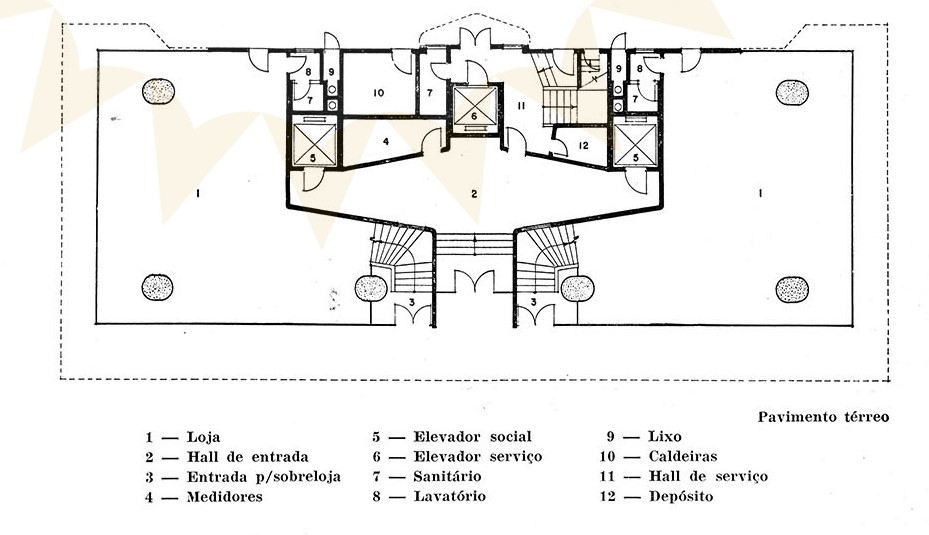 8 9 9 8
7 10 7 6 11 7
5 4 12 5
1 2 1
3 3
Pavimento térreo
1 — Loja
2 — Hall de entrada
3 — Entrada p/sobreloja
4 — Medidores
5 — Elevador social
6 — Elevador serviço
7 — Sanitário
8 — Lavatório
9 — Lixo
10 — Caldeiras
11 — Hall de serviço
12 — Depósito